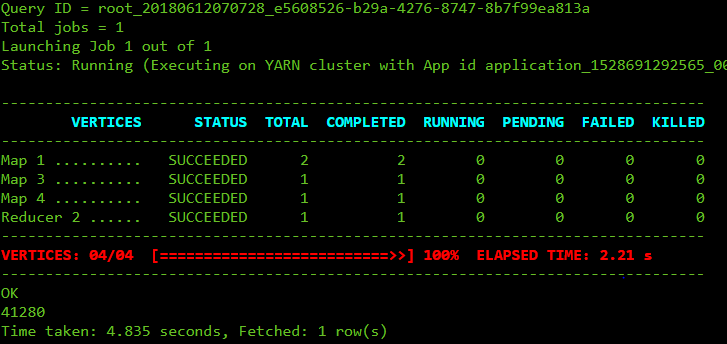 Query ID = root_20180612070728_e5608526-b29a-4276-8747-8b7f99ea813a
Total jobs = 1
Launching Job 1 out of 1
Status: Running (Executing on YARN cluster with App id application_1528691292565_00
--------------------------------------------------------------------------------
VERTICES STATUS TOTAL COMPLETED RUNNING PENDING FAILED KILLED
--------------------------------------------------------------------------------
Map 1 .......... SUCCEEDED 2 2 0 0 0 0
Map 3 .......... SUCCEEDED 1 1 0 0 0 0
Map 4 .......... SUCCEEDED 1 1 0 0 0 0
Reducer 2 ...... SUCCEEDED 1 1 0 0 0 0
--------------------------------------------------------------------------------
VERTICES: 04/04 [==========================>>] 100% ELAPSED TIME: 2.21 s
--------------------------------------------------------------------------------
OK
41280
Time taken: 4.835 seconds, Fetched: 1 row(s)